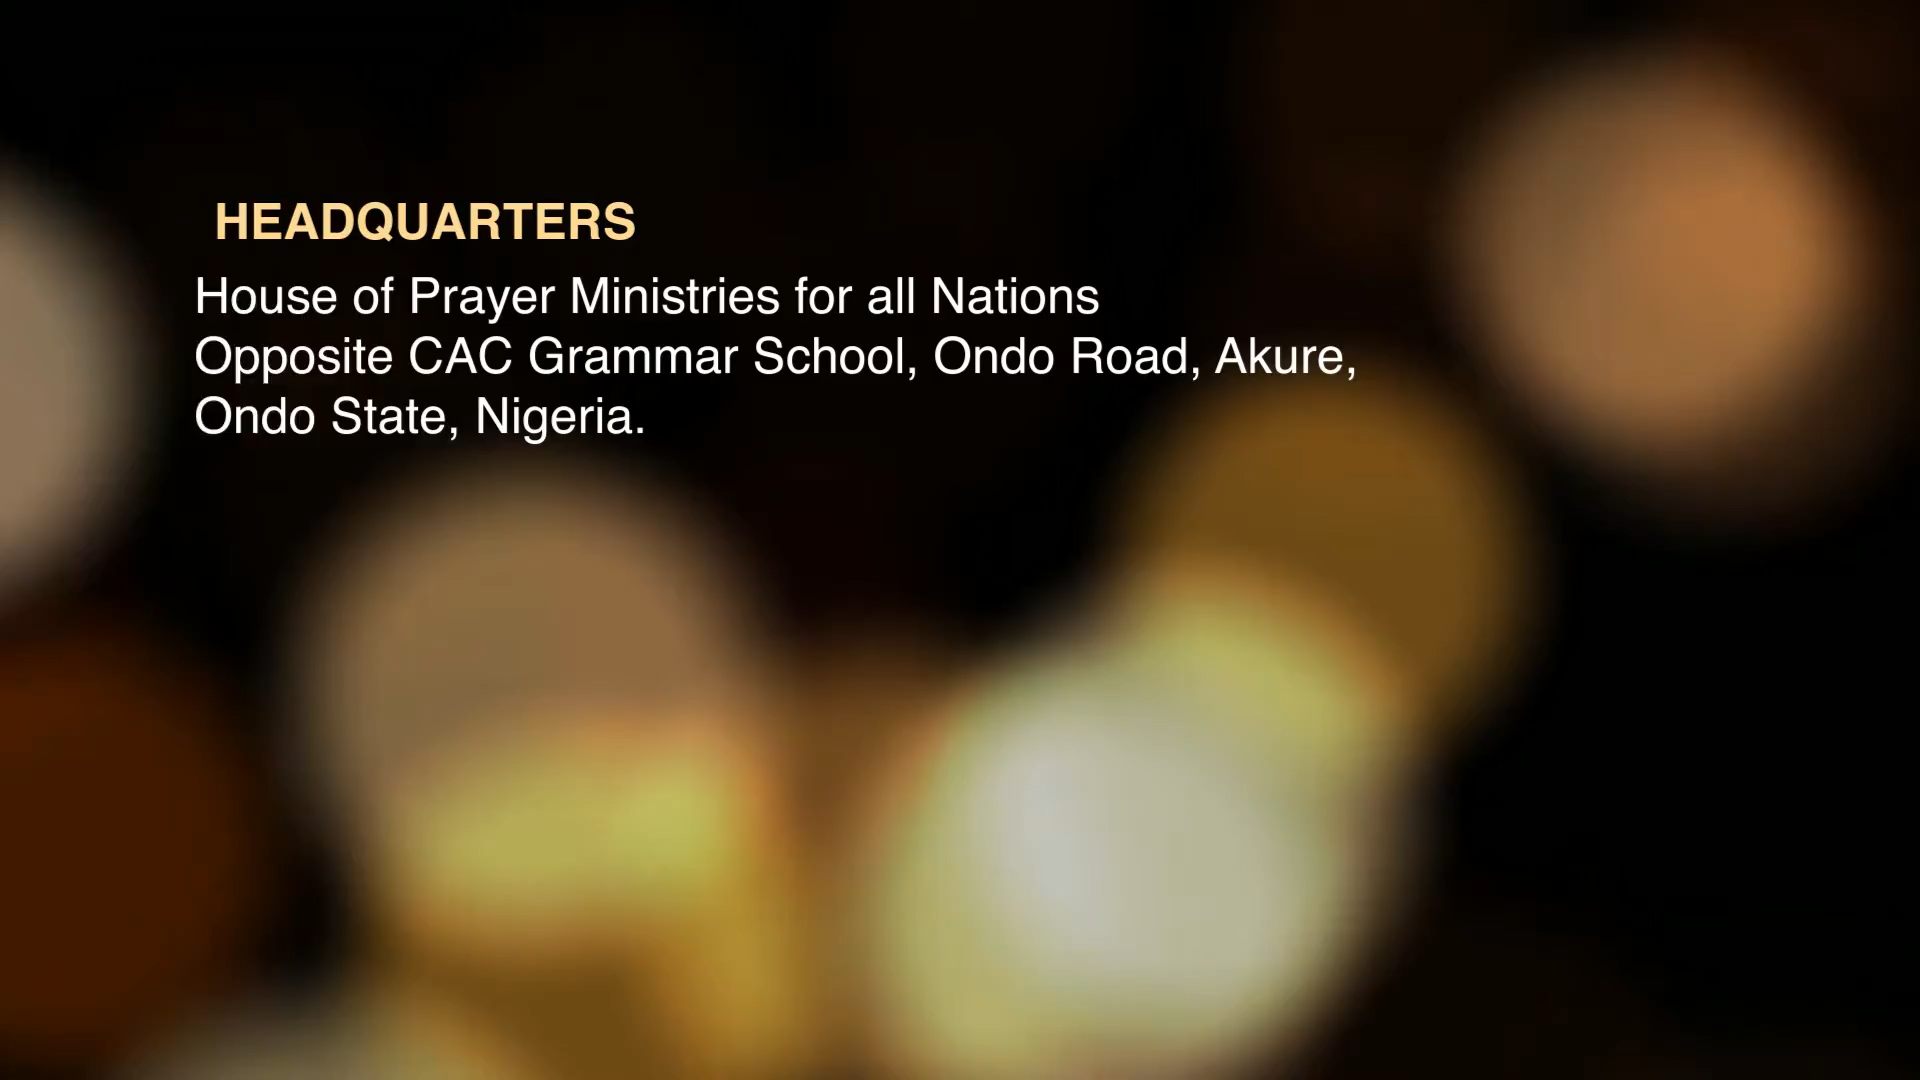 HEADQUARTERS
House of Prayer Ministries for all Nations
Opposite CAC Grammar School, Ondo Road, Akure,
Ondo State, Nigeria.